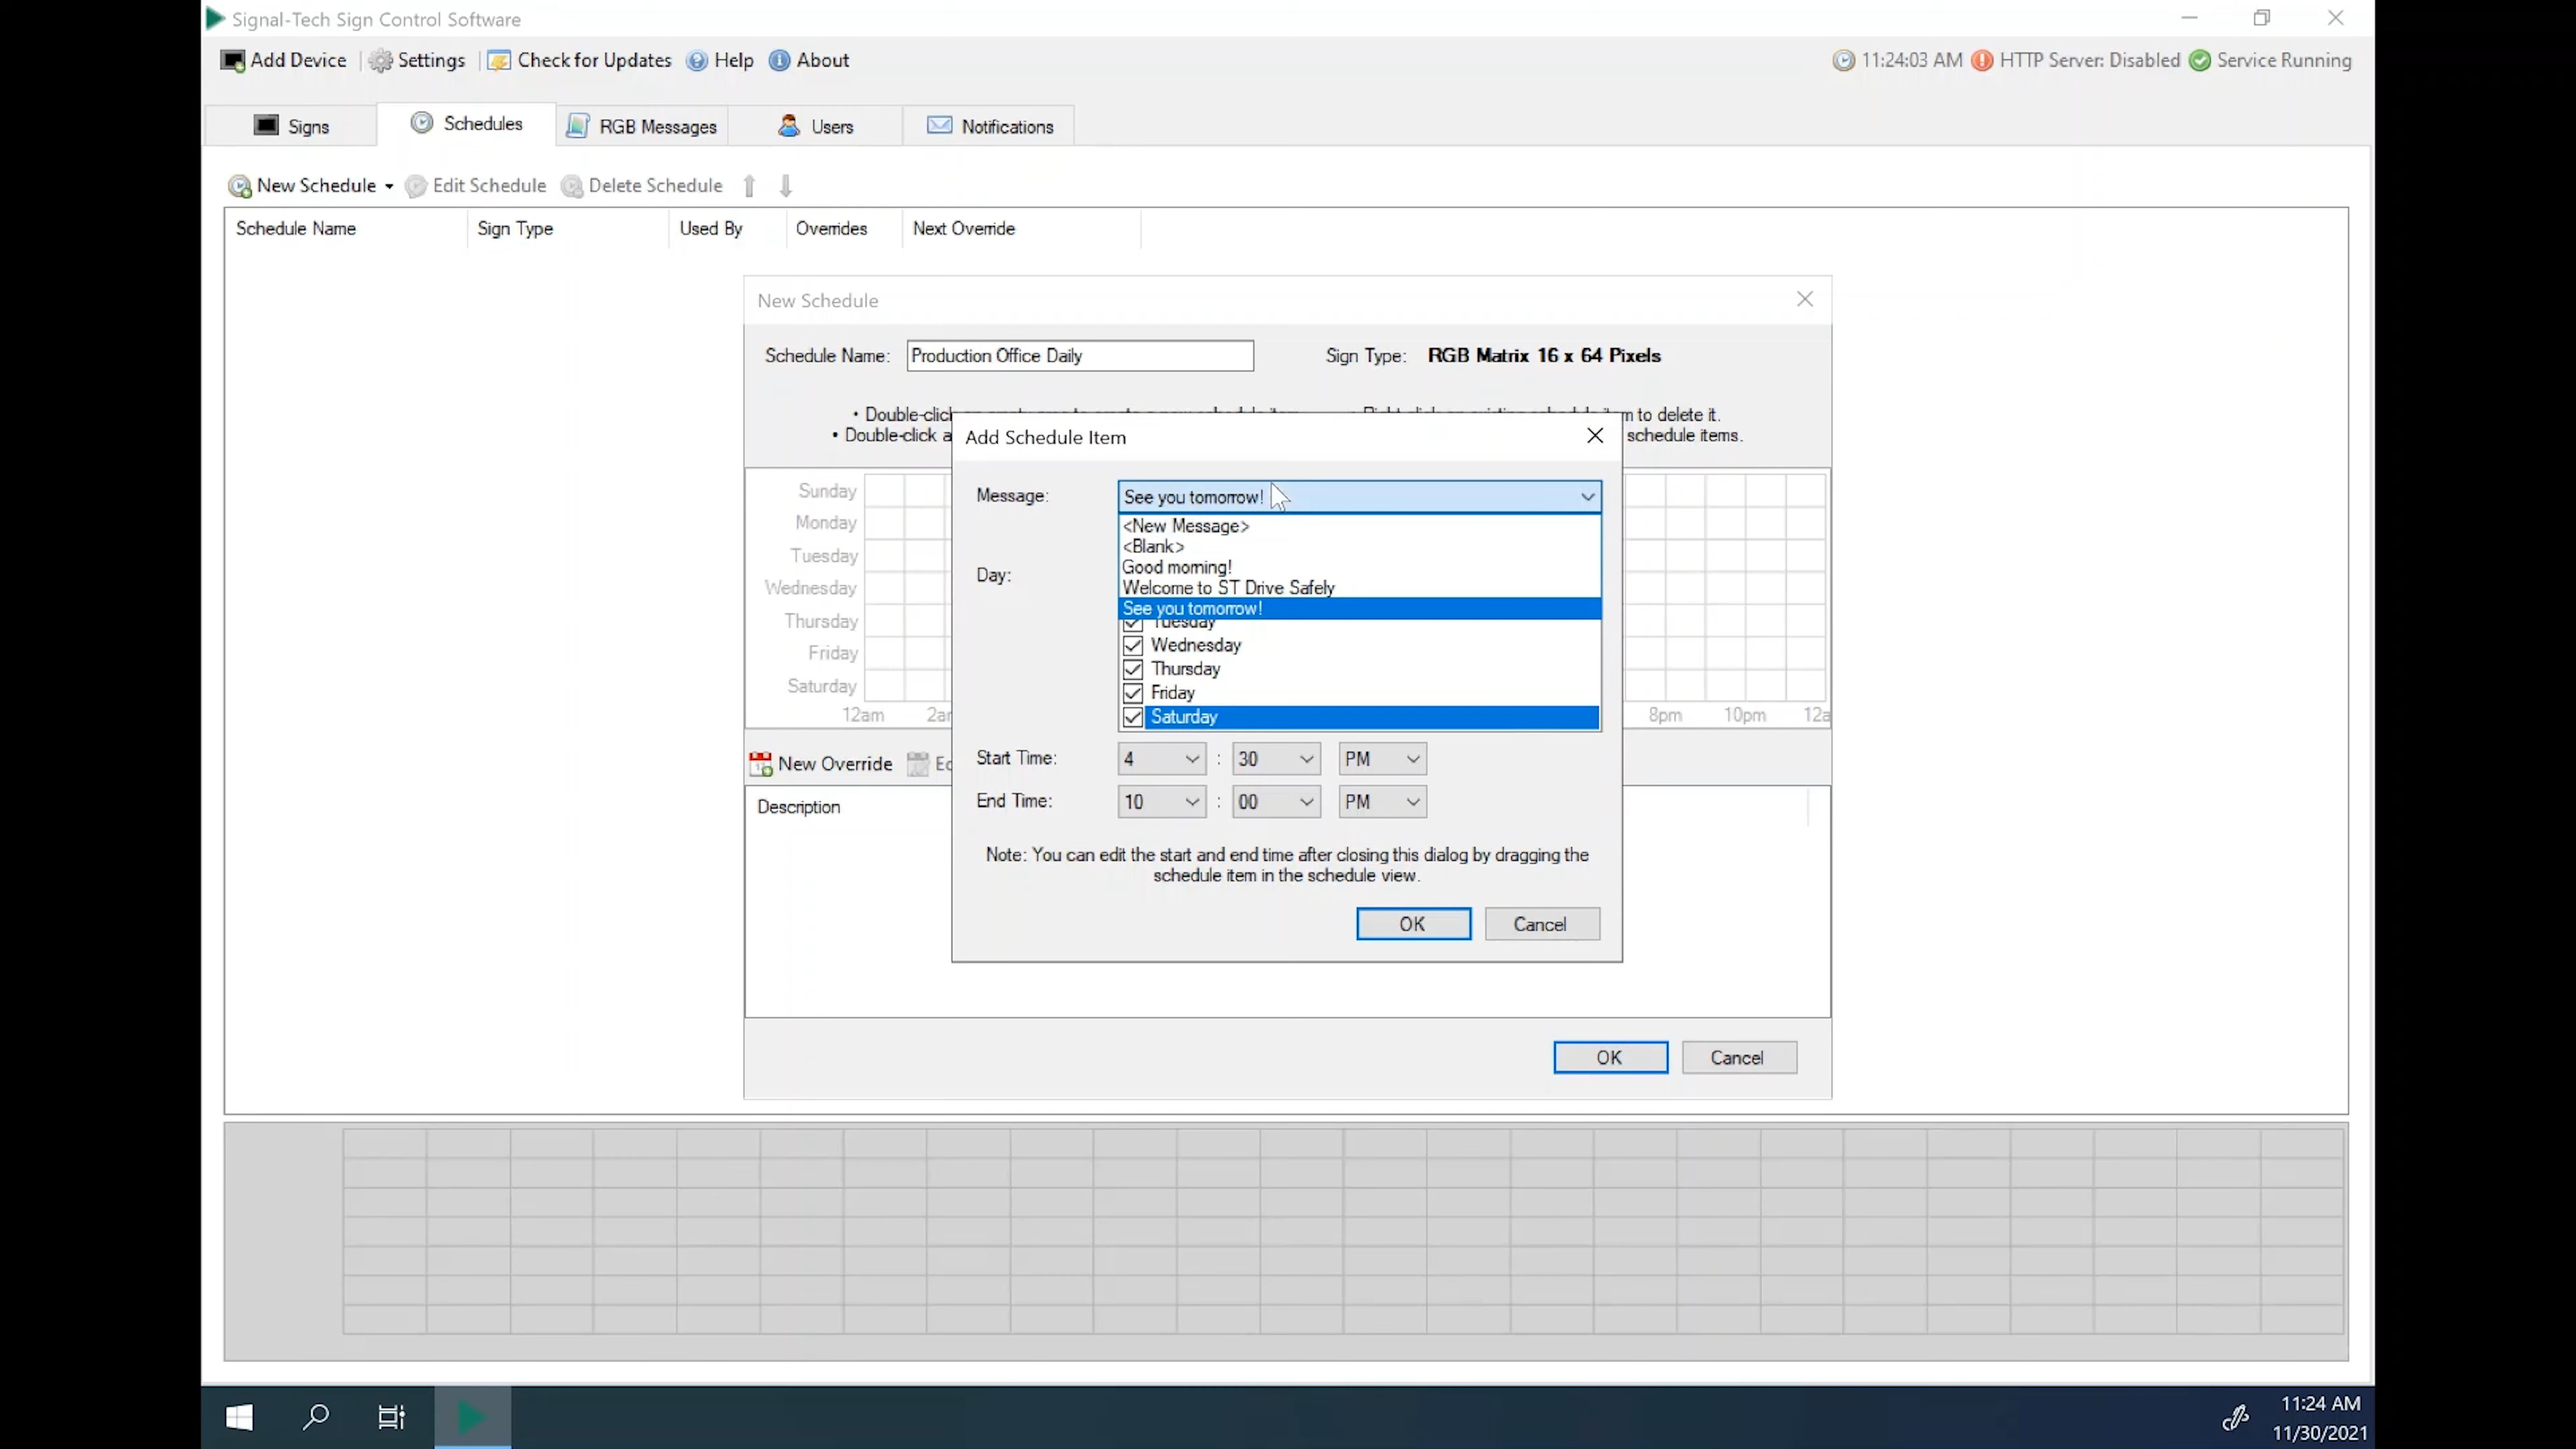 Signal-Tech Sign Control Software
Add Device Settings Check for Updates Help About 11:24:03 AM HTTP Server: Disabled Service Running
Signs Schedules RGB Messages Users Notifications
New Schedule Edit Schedule Delete Schedule
Schedule Name Sign Type Used By Overrides Next Override
New Schedule
Schedule Name: Production Office Daily Sign Type: RGB Matrix 16 x 64 Pixels
• Double-click to delete it.
• Double-click schedule items.
Add Schedule Item
Message: See you tomorrow!
<New Message>
<Blank>
Good morning!
Welcome to ST Drive Safely
See you tomorrow!
Day:
Tuesday
Wednesday
Thursday
Friday
Saturday
Sunday
Monday
Tuesday
Wednesday
Thursday
Friday
Saturday
12am 8pm 10pm
Start Time: 4 : 30 PM
End Time: 10 : 00 PM
Note: You can edit the start and end time after closing this dialog by dragging the
schedule item in the schedule view.
OK Cancel
New Override
Description
OK Cancel
11:24 AM
11/30/2021